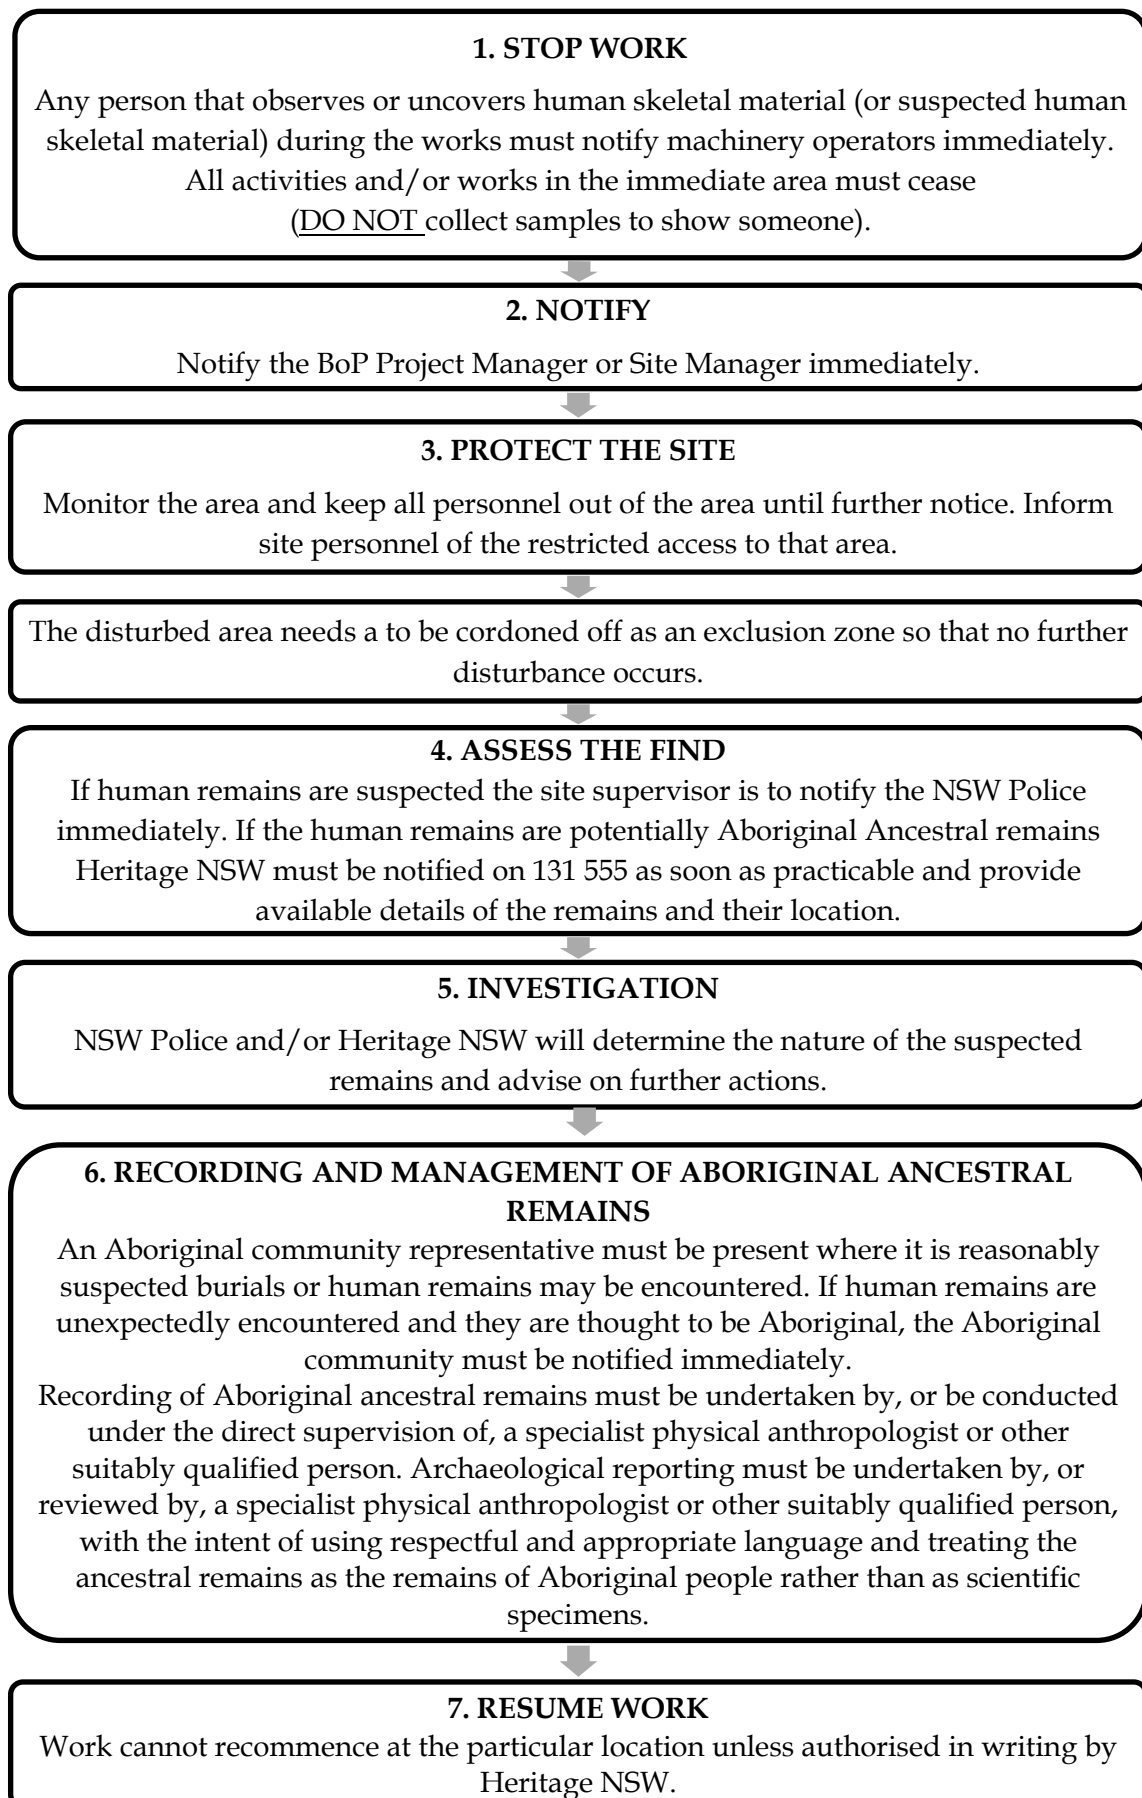 1. STOP WORK
Any person that observes or uncovers human skeletal material (or suspected human
skeletal material) during the works must notify machinery operators immediately.
All activities and/or works in the immediate area must cease
(DO NOT collect samples to show someone).
2. NOTIFY
Notify the BoP Project Manager or Site Manager immediately.
3. PROTECT THE SITE
Monitor the area and keep all personnel out of the area until further notice. Inform
site personnel of the restricted access to that area.
The disturbed area needs a to be cordoned off as an exclusion zone so that no further
disturbance occurs.
4. ASSESS THE FIND
If human remains are suspected the site supervisor is to notify the NSW Police
immediately. If the human remains are potentially Aboriginal Ancestral remains
Heritage NSW must be notified on 131 555 as soon as practicable and provide
available details of the remains and their location.
5. INVESTIGATION
NSW Police and/or Heritage NSW will determine the nature of the suspected
remains and advise on further actions.
6. RECORDING AND MANAGEMENT OF ABORIGINAL ANCESTRAL
REMAINS
An Aboriginal community representative must be present where it is reasonably
suspected burials or human remains may be encountered. If human remains are
unexpectedly encountered and they are thought to be Aboriginal, the Aboriginal
community must be notified immediately.
Recording of Aboriginal ancestral remains must be undertaken by, or be conducted
under the direct supervision of, a specialist physical anthropologist or other
suitably qualified person. Archaeological reporting must be undertaken by, or
reviewed by, a specialist physical anthropologist or other suitably qualified person,
with the intent of using respectful and appropriate language and treating the
ancestral remains as the remains of Aboriginal people rather than as scientific
specimens.
7. RESUME WORK
Work cannot recommence at the particular location unless authorised in writing by
Heritage NSW.